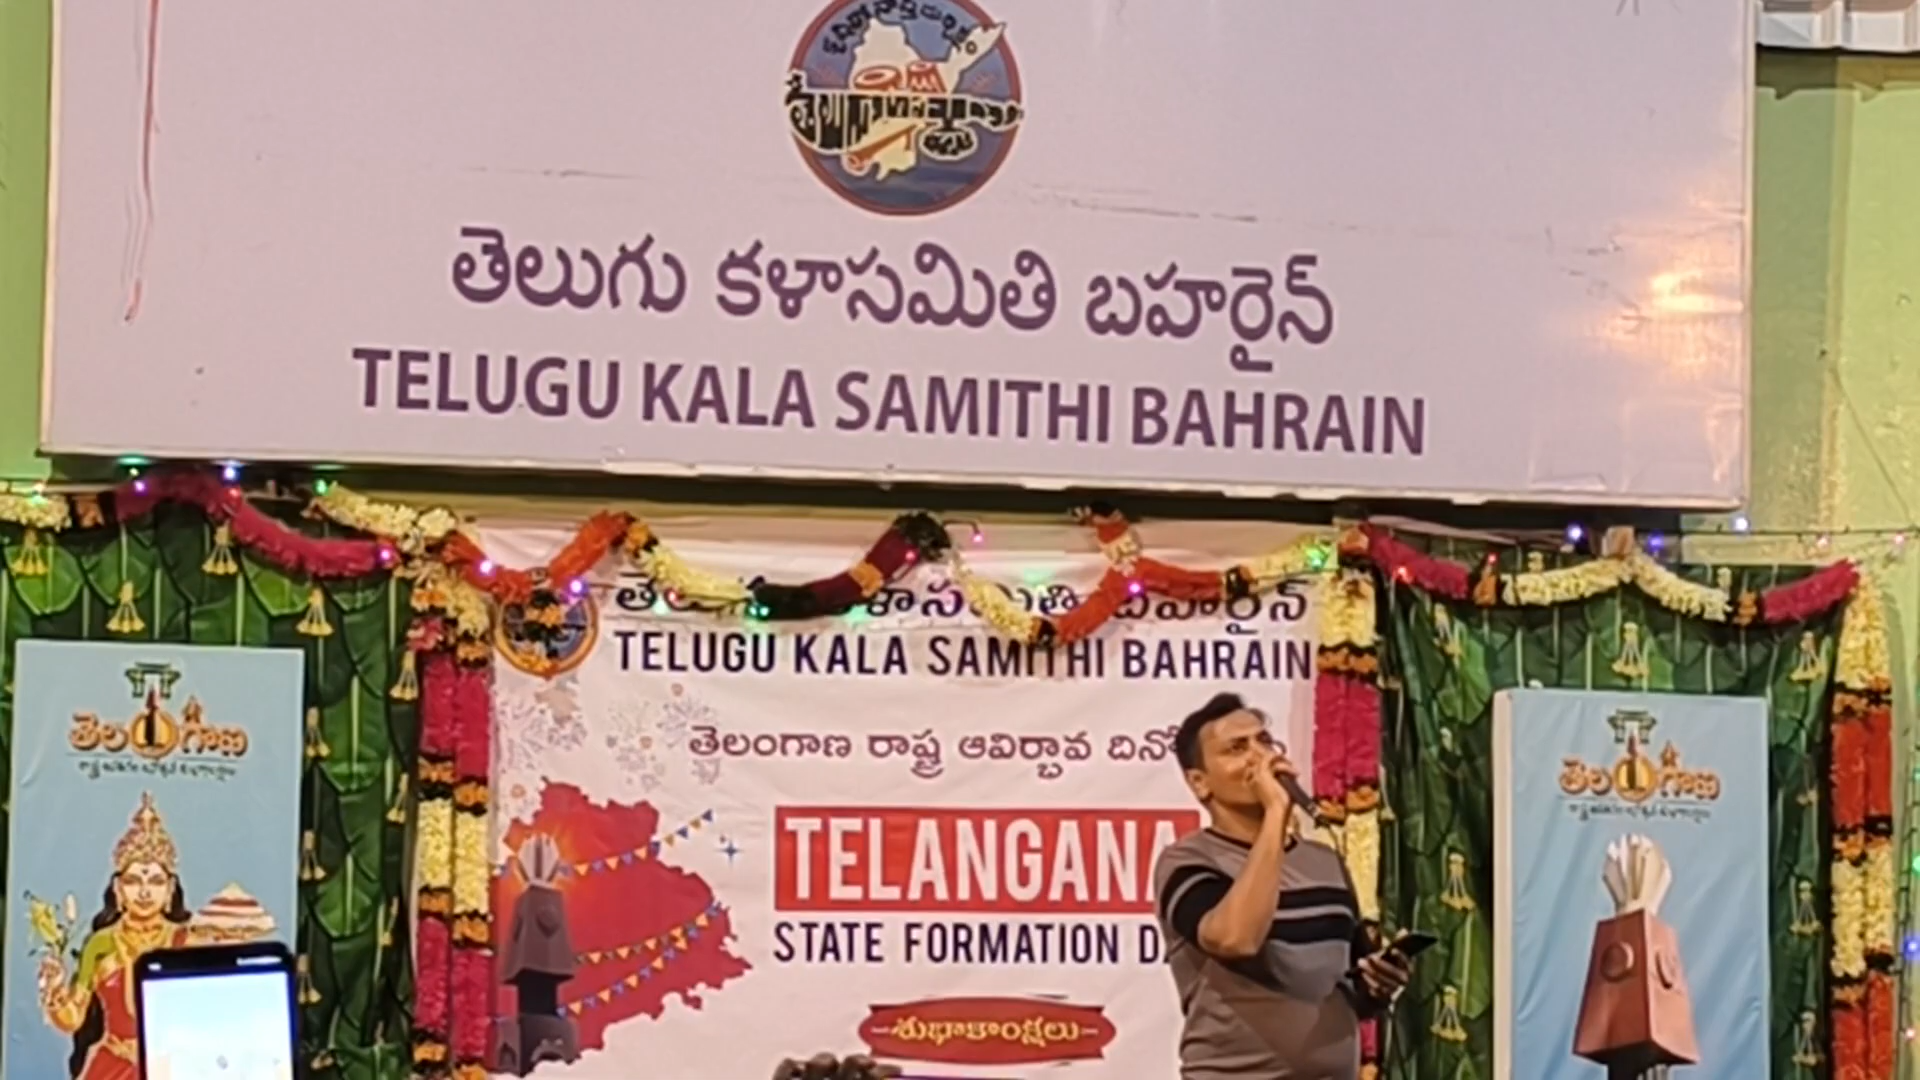 తెలుగు కళాసమితి బహరైన్
TELUGU KALA SAMITHI BAHRAIN
TELUGU KALA SAMITHI BAHRAIN
తెలంగాణ రాష్ట్ర ఆవిర్భావ
TELANGANA
STATE FORMATION
శుభాకాంక్షలు
తెలంగాణ
తెలంగాణ